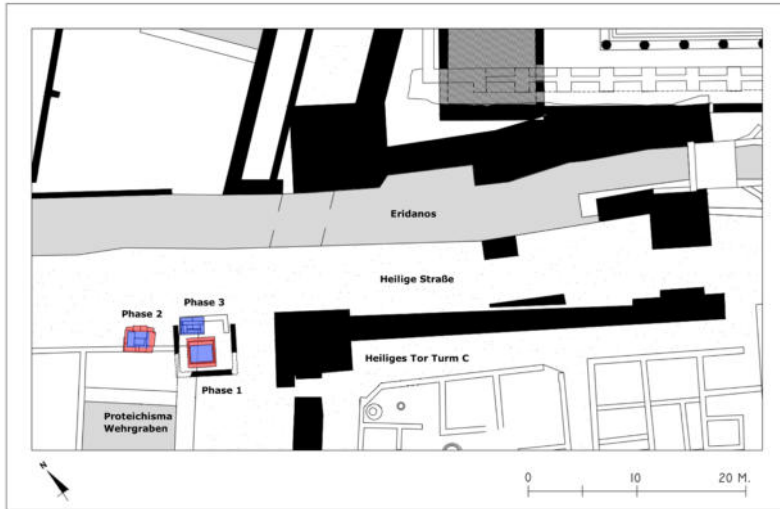 Eridanos
Heilige Straße
Phase 3
Phase 2
Heiliges Tor Turm C
Phase 1
Proteichisma
Wehrgraben
N
0 10 20 M.